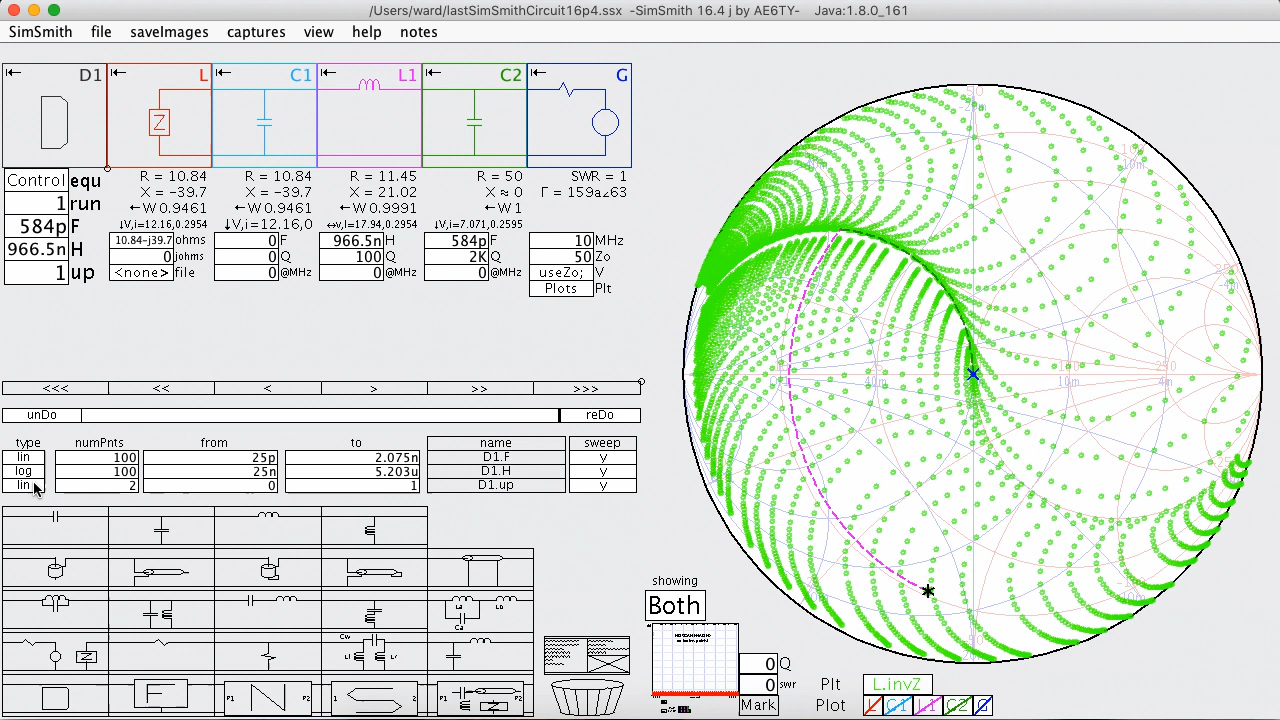 /Users/ward/lastSimSmithCircuit16p4.ssx -SimSmith 16.4 j by AE6TY- Java:1.8.0_161
SimSmith file saveImages captures view help notes
D1 L C1 L1 C2 G
Z
Control equ
1 run
584p F
966.5n H
1 up
X = -39.7
←W 0.9461
↓V,i=12.16,0.2954
10.84-j39.7 ohms
0 johms
<none> file
R = 10.84
X = -39.7
←W 0.9461
↓V,i=12.16,0
0 F
0 Q
0 @MHz
R = 11.45
X = 21.02
←W 0.9991
↔V,i=17.94,0.2954
966.5n H
100 Q
0 @MHz
R = 50
X ≈ 0
←W 1
↓V,i=7.071,0.2595
584p F
2K Q
0 @MHz
SWR = 1
Γ = 159a∠63
10 MHz
50 Zo
useZo; V
Plots Plt
<<< << > >> >>>
unDo reDo
type numPnts from to name sweep
lin 100 25p 2.075n D1.F y
log 100 25n 5.203u D1.H y
lin 2 0 1 D1.up y
showing
Both
0 Q
0 swr
Mark
Plt L.invZ
Plot L C1 L1 C2 G